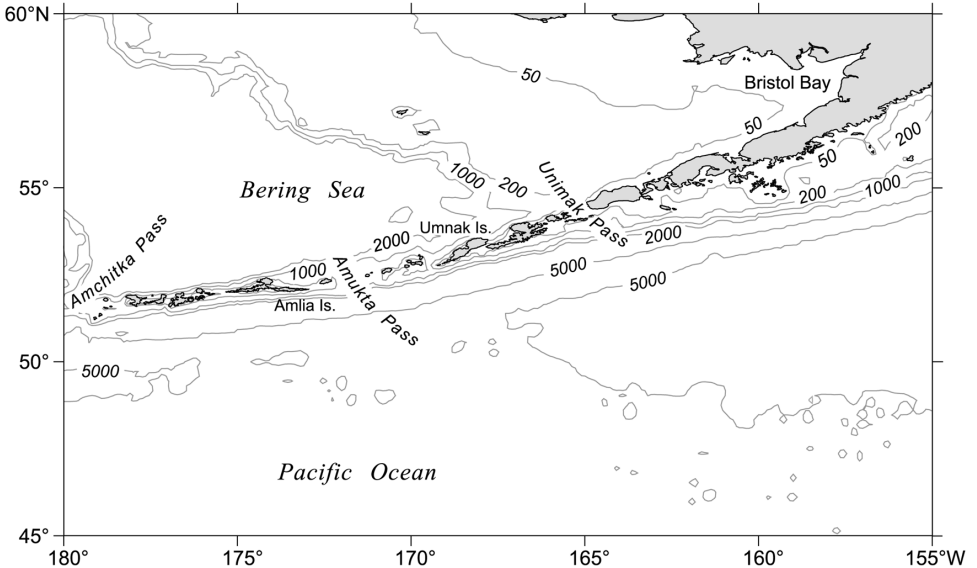 60°N
50
Bristol Bay
50
200
50
55°
Bering Sea
1000
200
Unimak Pass
200
1000
Amchitka Pass
Umnak Is.
2000
2000
1000
Amukta Pass
5000
5000
Amlia Is.
50°
5000
Pacific Ocean
45°
180°
175°
170°
165°
160°
155°W